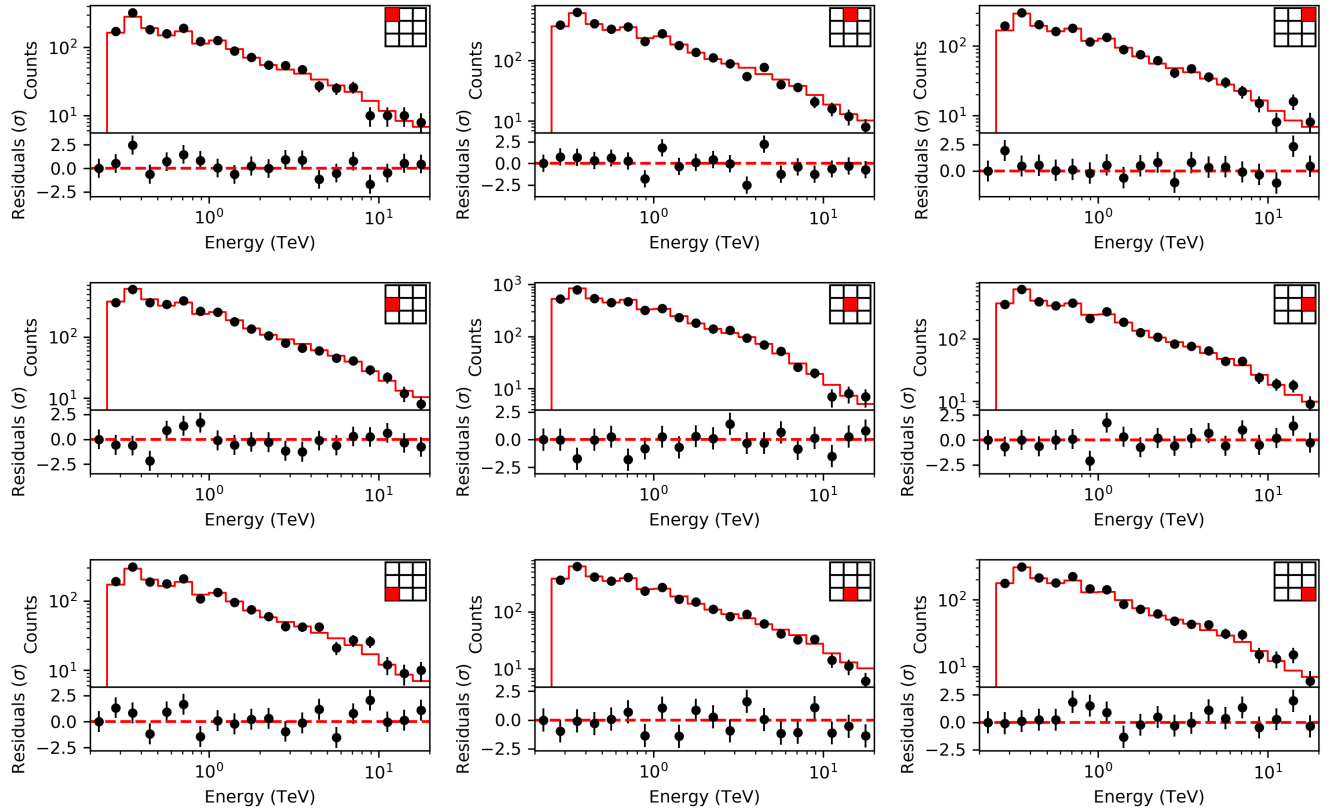 Counts
10²
10¹
Residuals (σ)
2.5
0.0
−2.5
10⁰
10¹
Energy (TeV)
Counts
10²
10¹
Residuals (σ)
2.5
0.0
−2.5
10⁰
10¹
Energy (TeV)
Counts
10²
10¹
Residuals (σ)
2.5
0.0
10⁰
10¹
Energy (TeV)
Counts
10²
10¹
Residuals (σ)
2.5
0.0
−2.5
10⁰
10¹
Energy (TeV)
Counts
10³
10²
10¹
Residuals (σ)
2.5
0.0
−2.5
10⁰
10¹
Energy (TeV)
Counts
10²
10¹
Residuals (σ)
2.5
0.0
−2.5
10⁰
10¹
Energy (TeV)
Counts
10²
10¹
Residuals (σ)
2.5
0.0
−2.5
10⁰
10¹
Energy (TeV)
Counts
10²
10¹
Residuals (σ)
2.5
0.0
−2.5
10⁰
10¹
Energy (TeV)
Counts
10²
10¹
Residuals (σ)
2.5
0.0
−2.5
10⁰
10¹
Energy (TeV)